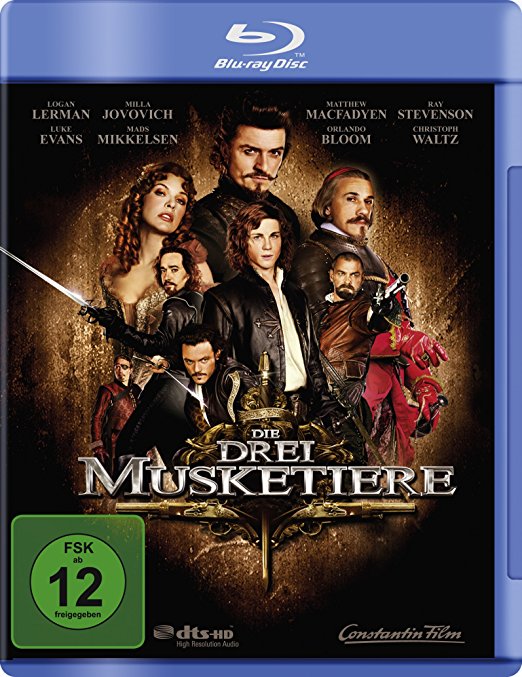 Blu-ray Disc™
LOGAN LERMAN MILLA JOVOVICH MATTHEW MACFADYEN RAY STEVENSON
LUKE EVANS MADS MIKKELSEN ORLANDO BLOOM CHRISTOPH WALTZ
DIE
DREI
MUSKETIERE
FSK
ab
12
freigegeben
dts-HD
High Resolution Audio
Constantin Film